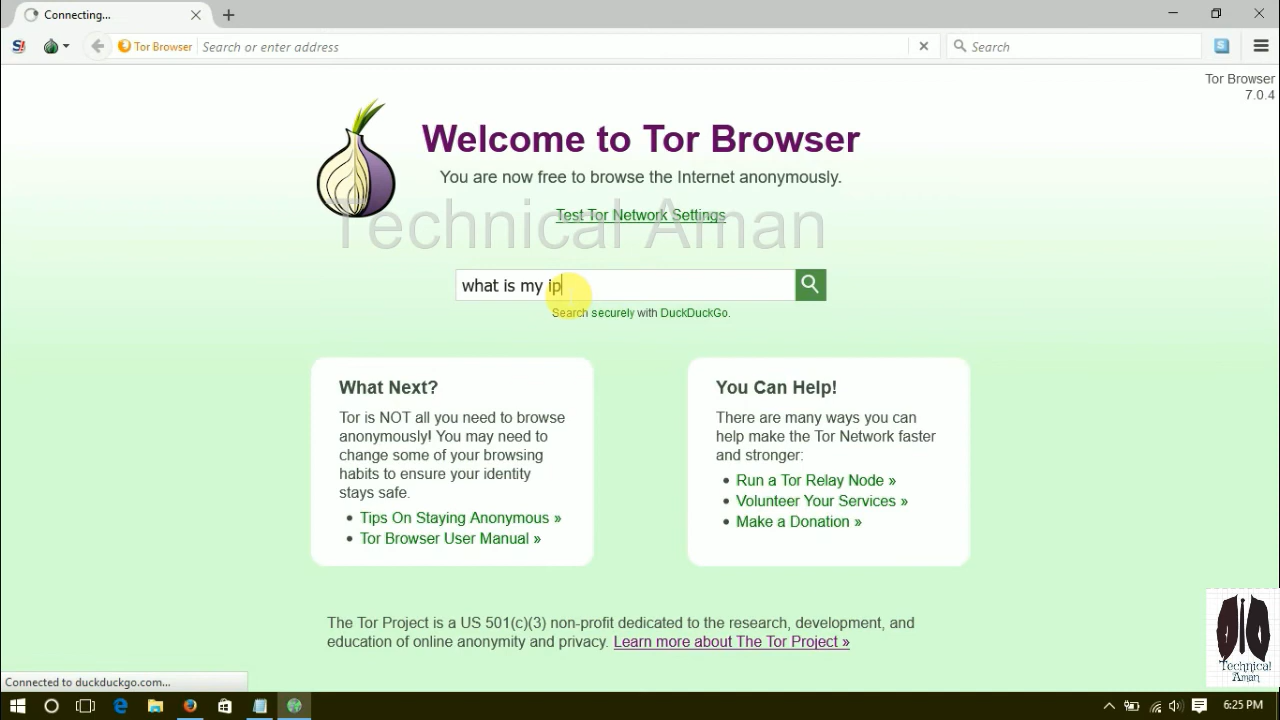 Connecting...
S!
Tor Browser
Search or enter address
Search
S
Tor Browser
7.0.4
Welcome to Tor Browser
You are now free to browse the Internet anonymously.
Test Tor Network Settings
Technical Aman
what is my ip
Search securely with DuckDuckGo.
What Next?
Tor is NOT all you need to browse
anonymously! You may need to
change some of your browsing
habits to ensure your identity
stays safe.
Tips On Staying Anonymous »
Tor Browser User Manual »
You Can Help!
There are many ways you can
help make the Tor Network faster
and stronger:
Run a Tor Relay Node »
Volunteer Your Services »
Make a Donation »
The Tor Project is a US 501(c)(3) non-profit dedicated to the research, development, and
education of online anonymity and privacy. Learn more about The Tor Project »
Technical
Aman
Connected to duckduckgo.com...
6:25 PM